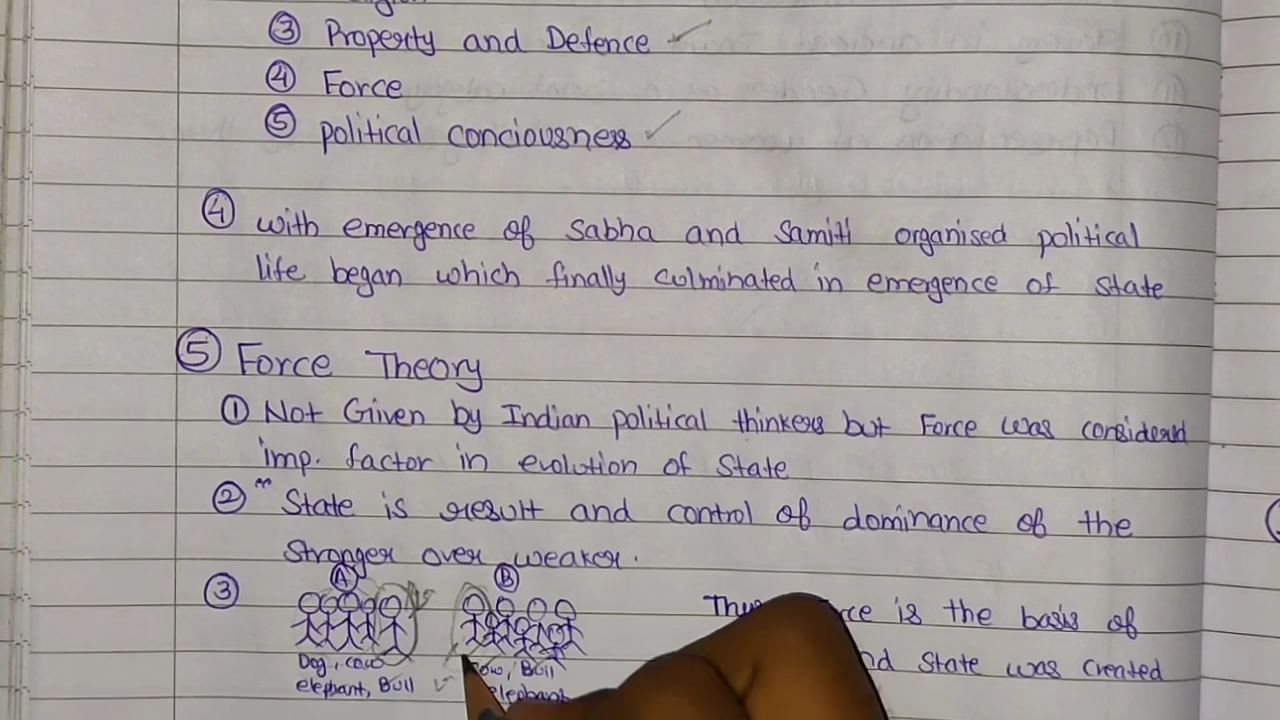 ③ Property and Defence ✓
④ Force
⑤ political conciousness ✓
④ with emergence of Sabha and Samiti organised political
life began which finally culminated in emergence of State
⑤ Force Theory
① Not Given by Indian political thinkers but Force was considered
imp. factor in evolution of State
② " State is result and control of dominance of the
Stronger over weaker.
③ A B is the basis of
Dog, cow Cow, Bull State was created
elephant, Bull elephant